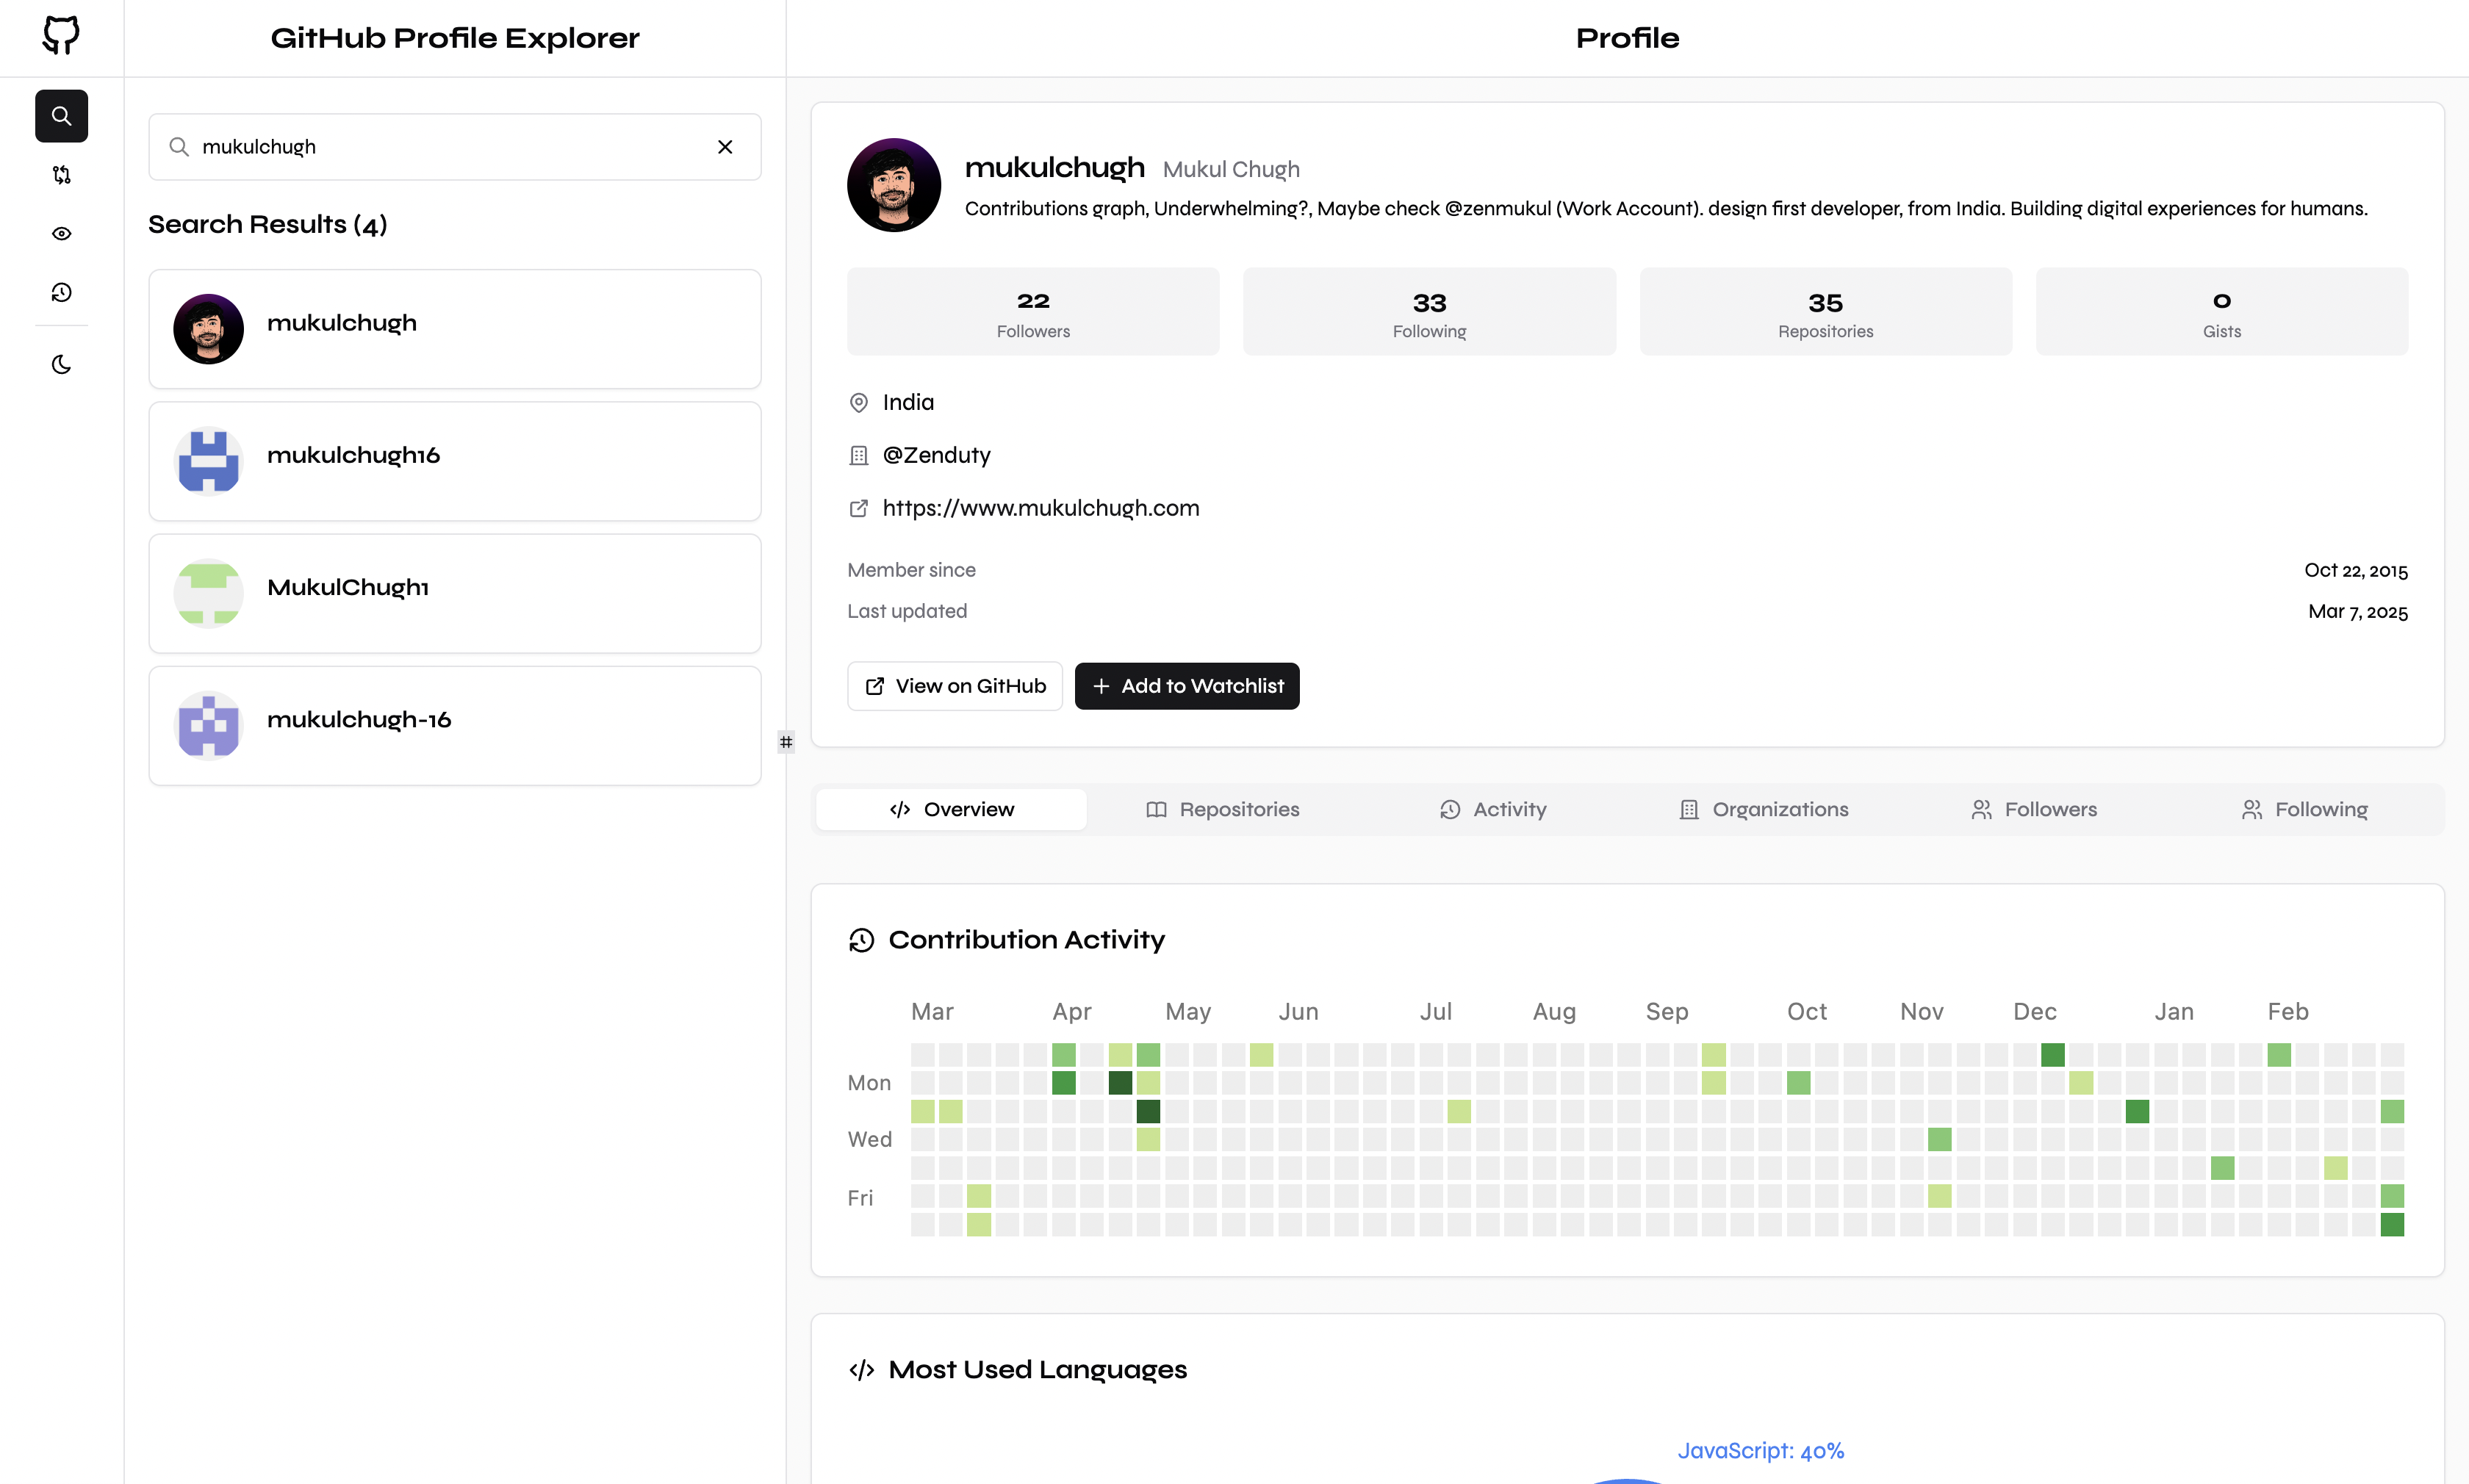 GitHub Profile Explorer
Profile
mukulchugh
Search Results (4)
mukulchugh
mukulchugh16
MukulChugh1
mukulchugh-16
mukulchugh Mukul Chugh
Contributions graph, Underwhelming?, Maybe check @zenmukul (Work Account). design first developer, from India. Building digital experiences for humans.
22
Followers
33
Following
35
Repositories
0
Gists
India
@Zenduty
https://www.mukulchugh.com
Member since Oct 22, 2015
Last updated Mar 7, 2025
View on GitHub
Add to Watchlist
Overview
Repositories
Activity
Organizations
Followers
Following
Contribution Activity
Mar Apr May Jun Jul Aug Sep Oct Nov Dec Jan Feb
Mon
Wed
Fri
Most Used Languages
JavaScript: 40%